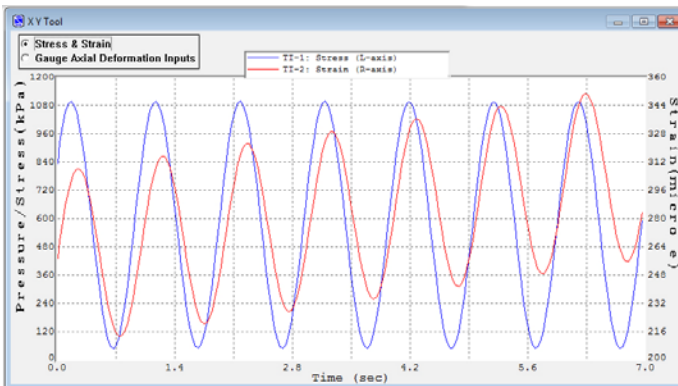 X Y Tool
Stress & Strain
Gauge Axial Deformation Inputs
TI-1: Stress (L-axis)
TI-2: Strain (R-axis)
1200
1080
960
840
720
600
480
360
240
120
0
Pressure/Stress(kPa)
360
344
328
312
296
280
264
248
232
216
200
Strain(micro e)
0.0 1.4 2.8 4.2 5.6 7.0
Time (sec)